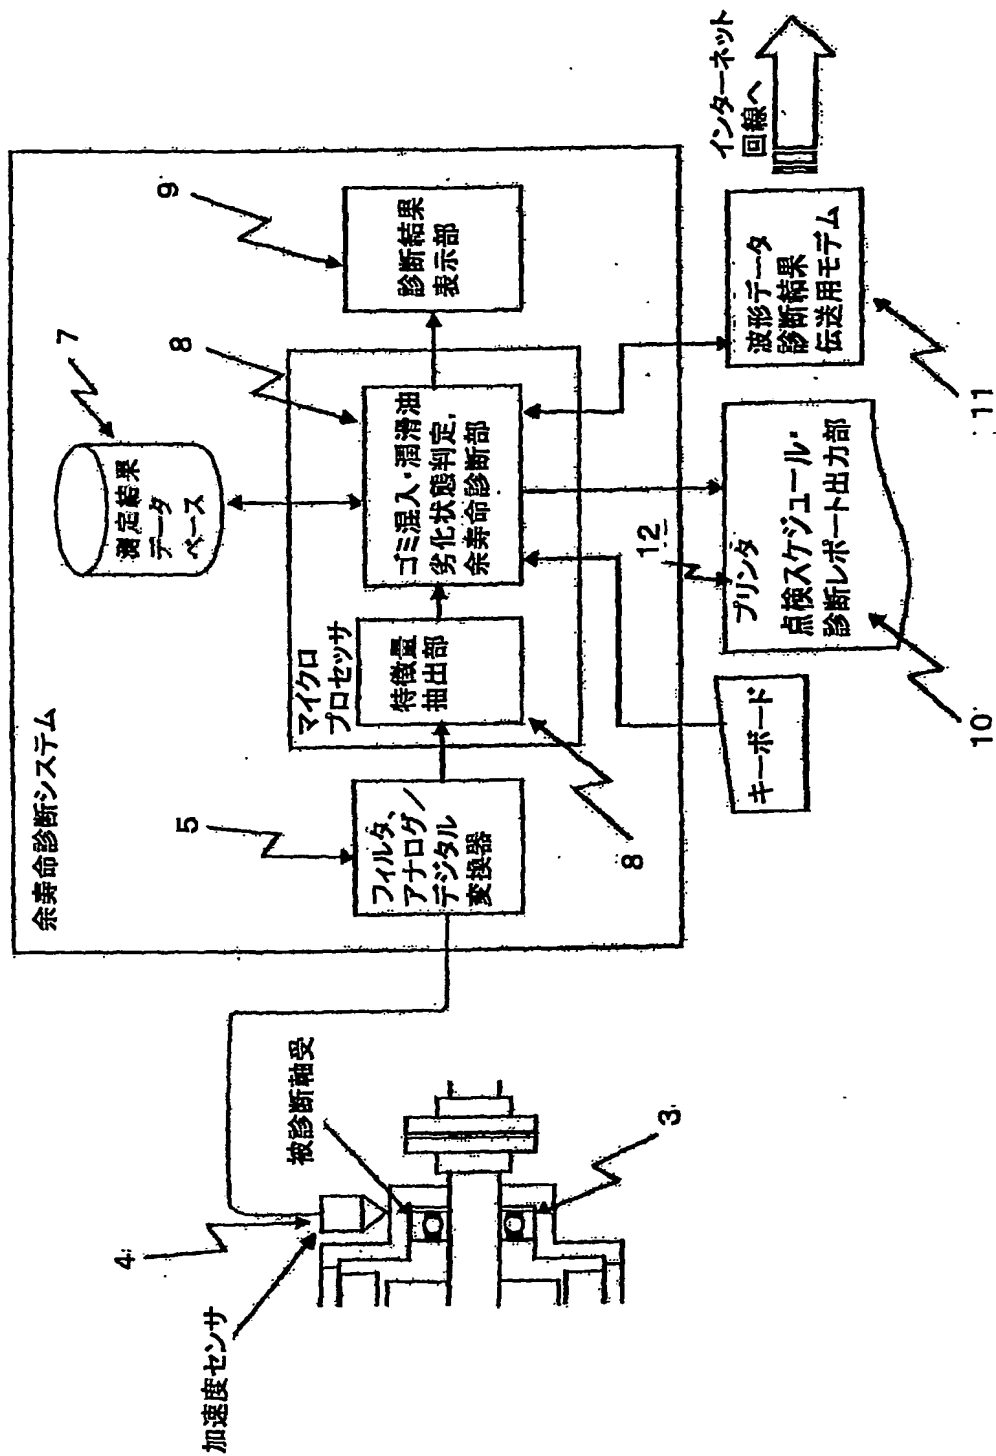 余寿命診断システム
7
測定結果
データ
ベース
9
診断結果
表示部
8
マイクロ
プロセッサ
ゴミ混入・潤滑油
劣化状態判定,
余寿命診断部
特徴量
抽出部
8
5
フィルタ、
アナログ/
デジタル
変換器
インターネット
回線へ
波形データ
診断結果
伝送用モデム
11
12
プリンタ
点検スケジュール・
診断レポート出力部
10
キーボード
4
加速度センサ
被診断軸受
3